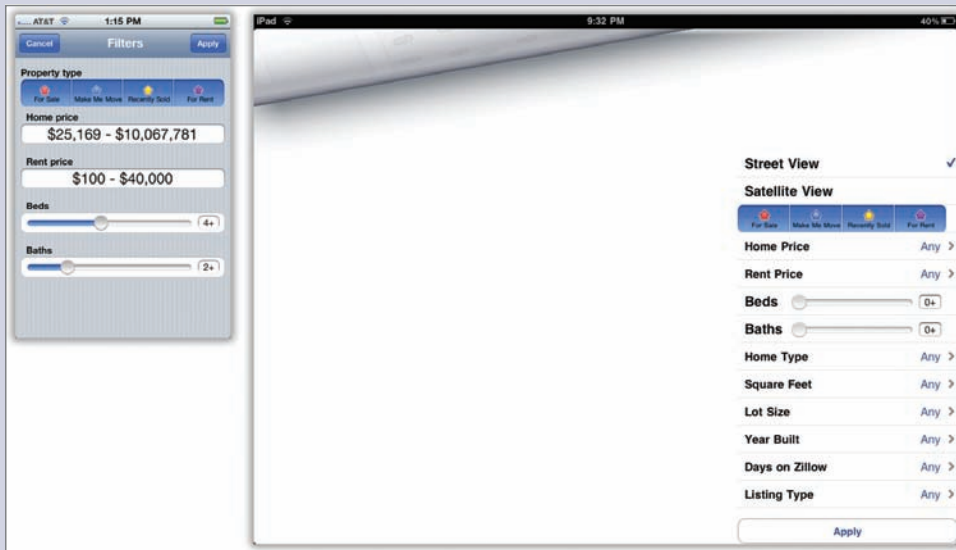 AT&T 1:15 PM
Cancel Filters Apply
Property type
For Sale Make Me Move Recently Sold For Rent
Home price
$25,169 - $10,067,781
Rent price
$100 - $40,000
Beds
4+
Baths
2+
iPad 9:32 PM 40%
Street View
Satellite View
For Sale Make Me Move Recently Sold For Rent
Home Price Any
Rent Price Any
Beds 0+
Baths 0+
Home Type Any
Square Feet Any
Lot Size Any
Year Built Any
Days on Zillow Any
Listing Type Any
Apply